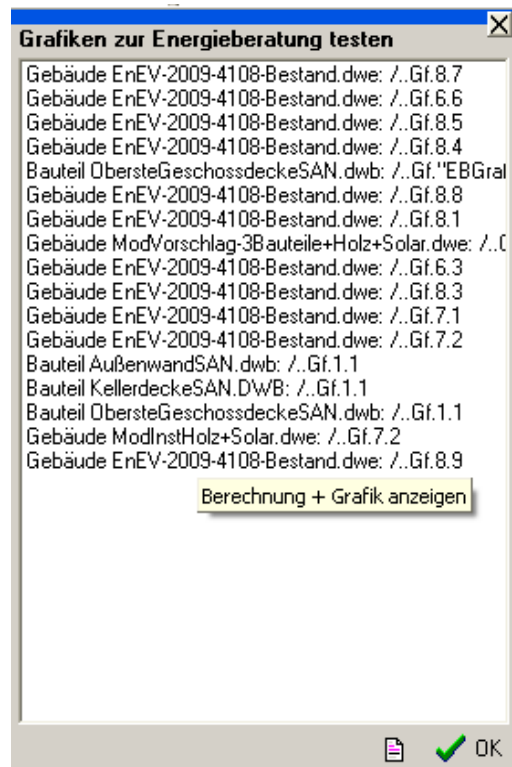 Grafiken zur Energieberatung testen
Gebäude EnEV-2009-4108-Bestand.dwe: /..Gf.8.7
Gebäude EnEV-2009-4108-Bestand.dwe: /..Gf.6.6
Gebäude EnEV-2009-4108-Bestand.dwe: /..Gf.8.5
Gebäude EnEV-2009-4108-Bestand.dwe: /..Gf.8.4
Bauteil ObersteGeschossdeckeSAN.dwb: /..Gf."EBGral
Gebäude EnEV-2009-4108-Bestand.dwe: /..Gf.8.8
Gebäude EnEV-2009-4108-Bestand.dwe: /..Gf.8.1
Gebäude ModVorschlag-3Bauteile+Holz+Solar.dwe: /..
Gebäude EnEV-2009-4108-Bestand.dwe: /..Gf.6.3
Gebäude EnEV-2009-4108-Bestand.dwe: /..Gf.8.3
Gebäude EnEV-2009-4108-Bestand.dwe: /..Gf.7.1
Gebäude EnEV-2009-4108-Bestand.dwe: /..Gf.7.2
Bauteil AußenwandSAN.dwb: /..Gf.1.1
Bauteil KellerdeckeSAN.DWB: /..Gf.1.1
Bauteil ObersteGeschossdeckeSAN.dwb: /..Gf.1.1
Gebäude ModInstHolz+Solar.dwe: /..Gf.7.2
Gebäude EnEV-2009-4108-Bestand.dwe: /..Gf.8.9
Berechnung + Grafik anzeigen
OK